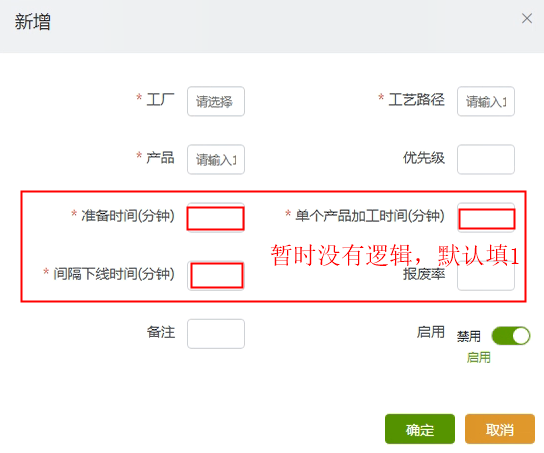 新增
* 工厂 请选择 * 工艺路径 请输入1
* 产品 请输入1 优先级
* 准备时间(分钟) * 单个产品加工时间(分钟)
暂时没有逻辑，默认填1
* 间隔下线时间(分钟) 报废率
备注 启用 禁用
启用
确定 取消